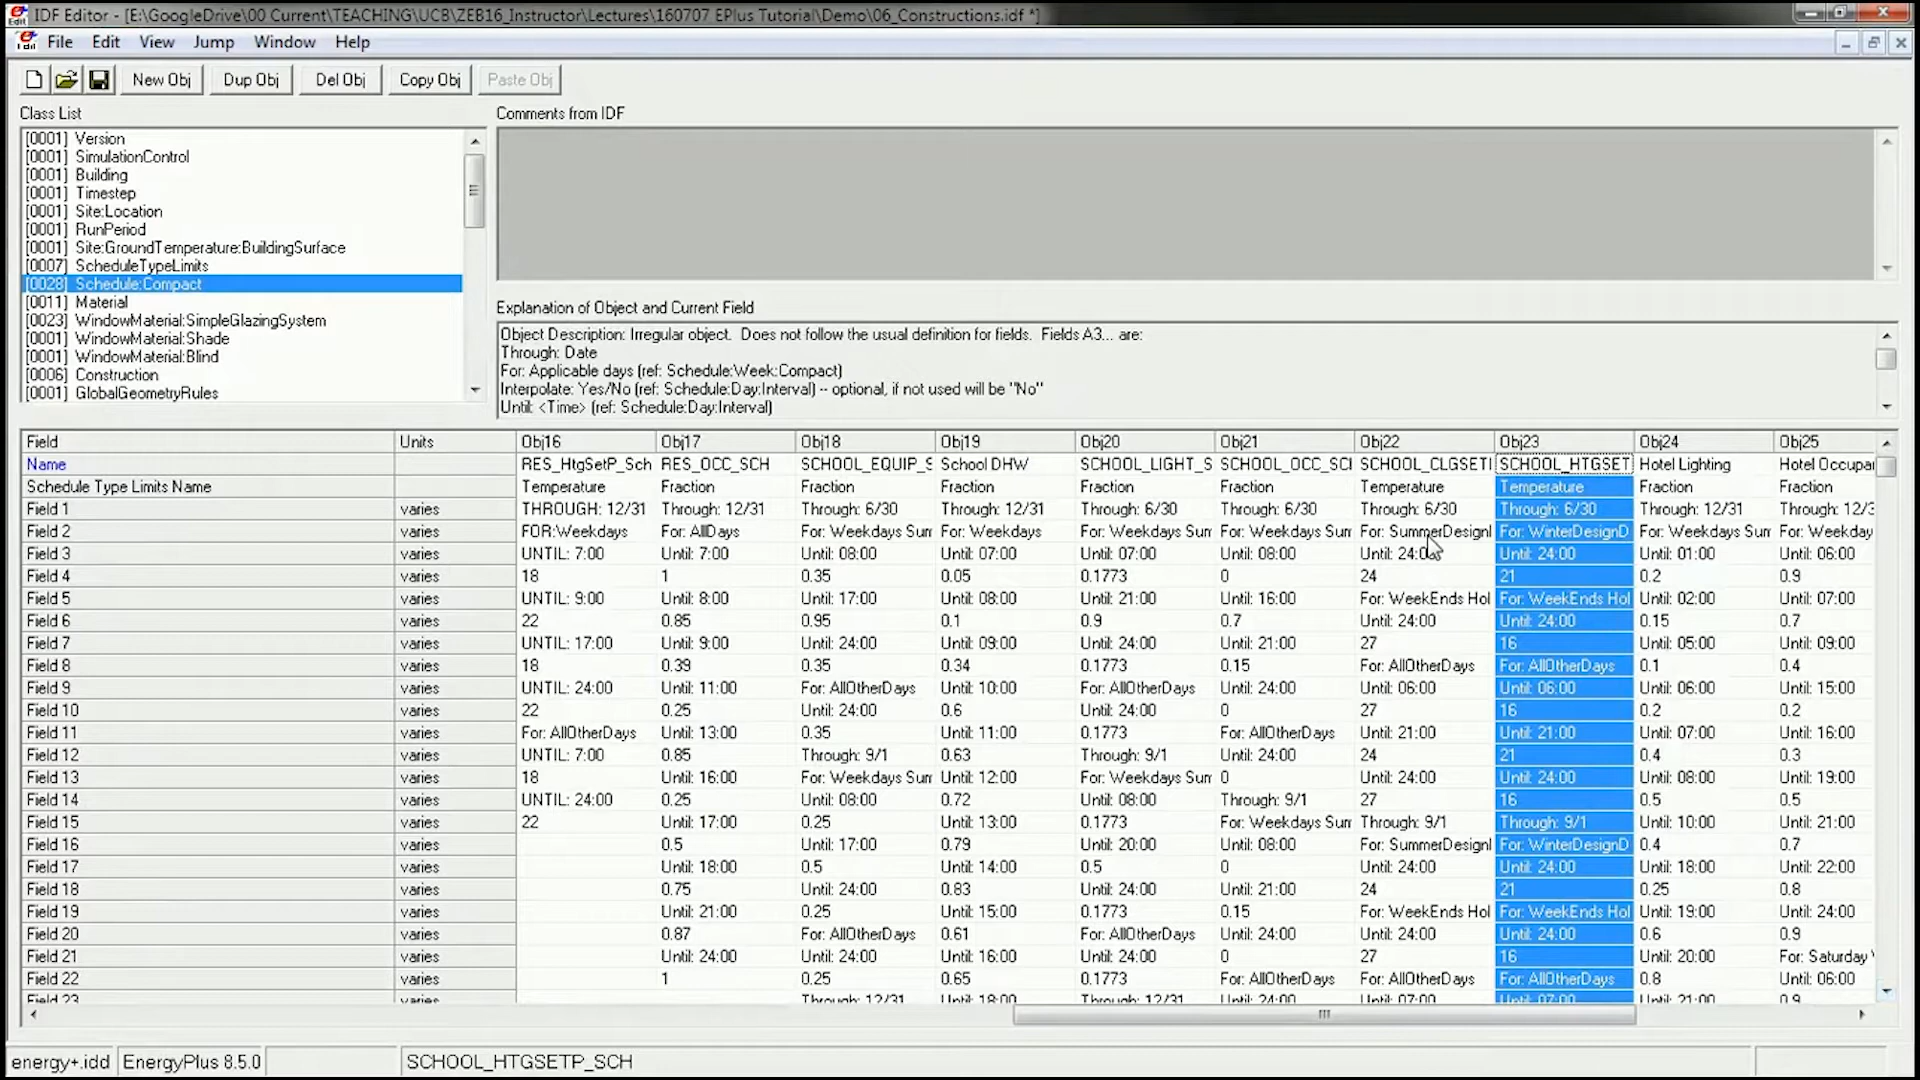 IDF Editor - [E:\GoogleDrive\00 Current\TEACHING\UCB\ZEB16_Instructor\Lectures\160707 EPlus Tutorial\Demo\06_Constructions.idf *]
File Edit View Jump Window Help
New Obj Dup Obj Del Obj Copy Obj Paste Obj
Class List
[0001] Version
[0001] SimulationControl
[0001] Building
[0001] Timestep
[0001] Site:Location
[0001] RunPeriod
[0001] Site:GroundTemperature:BuildingSurface
[0007] ScheduleTypeLimits
[0028] Schedule:Compact
[0011] Material
[0023] WindowMaterial:SimpleGlazingSystem
[0001] WindowMaterial:Shade
[0001] WindowMaterial:Blind
[0006] Construction
[0001] GlobalGeometryRules
Comments from IDF
Explanation of Object and Current Field
Object Description: Irregular object. Does not follow the usual definition for fields. Fields A3... are:
Through: Date
For: Applicable days (ref: Schedule:Week:Compact)
Interpolate: Yes/No (ref: Schedule:Day:Interval) -- optional, if not used will be "No"
Until: <Time> (ref: Schedule:Day:Interval)
Field Units Obj16 Obj17 Obj18 Obj19 Obj20 Obj21 Obj22 Obj23 Obj24 Obj25
Name RES_HtgSetP_Sch RES_OCC_SCH SCHOOL_EQUIP_S School DHW SCHOOL_LIGHT_S SCHOOL_OCC_SCI SCHOOL_CLGSETI SCHOOL_HTGSET Hotel Lighting Hotel Occupar
Schedule Type Limits Name Temperature Fraction Fraction Fraction Fraction Fraction Temperature Temperature Fraction Fraction
Field 1 varies THROUGH: 12/31 Through: 12/31 Through: 6/30 Through: 12/31 Through: 6/30 Through: 6/30 Through: 6/30 Through: 6/30 Through: 12/31 Through: 12/3
Field 2 varies FOR:Weekdays For: AllDays For: Weekdays Sum For: Weekdays For: Weekdays Sum For: Weekdays Sum For: SummerDesignI For: WinterDesignD For: Weekdays Sum For: Weekday
Field 3 varies UNTIL: 7:00 Until: 7:00 Until: 08:00 Until: 07:00 Until: 07:00 Until: 08:00 Until: 24:00 Until: 24:00 Until: 01:00 Until: 06:00
Field 4 varies 18 1 0.35 0.05 0.1773 0 24 21 0.2 0.9
Field 5 varies UNTIL: 9:00 Until: 8:00 Until: 17:00 Until: 08:00 Until: 21:00 Until: 16:00 For: WeekEnds Hol For: WeekEnds Hol Until: 02:00 Until: 07:00
Field 6 varies 22 0.85 0.95 0.1 0.9 0.7 Until: 24:00 Until: 24:00 0.15 0.7
Field 7 varies UNTIL: 17:00 Until: 9:00 Until: 24:00 Until: 09:00 Until: 24:00 Until: 21:00 27 16 Until: 05:00 Until: 09:00
Field 8 varies 18 0.39 0.35 0.34 0.1773 0.15 For: AllOtherDays For: AllOtherDays 0.1 0.4
Field 9 varies UNTIL: 24:00 Until: 11:00 For: AllOtherDays Until: 10:00 For: AllOtherDays Until: 24:00 Until: 06:00 Until: 06:00 Until: 06:00 Until: 15:00
Field 10 varies 22 0.25 Until: 24:00 0.6 Until: 24:00 0 27 16 0.2 0.2
Field 11 varies For: AllOtherDays Until: 13:00 0.35 Until: 11:00 0.1773 For: AllOtherDays Until: 21:00 Until: 21:00 Until: 07:00 Until: 16:00
Field 12 varies UNTIL: 7:00 0.85 Through: 9/1 0.63 Through: 9/1 Until: 24:00 24 21 0.4 0.3
Field 13 varies 18 Until: 16:00 For: Weekdays Sum Until: 12:00 For: Weekdays Sum 0 Until: 24:00 Until: 24:00 Until: 08:00 Until: 19:00
Field 14 varies UNTIL: 24:00 0.25 Until: 08:00 0.72 Until: 08:00 Through: 9/1 27 16 0.5 0.5
Field 15 varies 22 Until: 17:00 0.25 Until: 13:00 0.1773 For: Weekdays Sum Through: 9/1 Through: 9/1 Until: 10:00 Until: 21:00
Field 16 varies 0.5 Until: 17:00 0.79 Until: 20:00 Until: 08:00 For: SummerDesignI For: WinterDesignD 0.4 0.7
Field 17 varies Until: 18:00 0.5 Until: 14:00 0.5 0 Until: 24:00 Until: 24:00 Until: 18:00 Until: 22:00
Field 18 varies 0.75 Until: 24:00 0.83 Until: 24:00 Until: 21:00 24 21 0.25 0.8
Field 19 varies Until: 21:00 0.25 Until: 15:00 0.1773 0.15 For: WeekEnds Hol For: WeekEnds Hol Until: 19:00 Until: 24:00
Field 20 varies 0.87 For: AllOtherDays 0.61 For: AllOtherDays Until: 24:00 Until: 24:00 Until: 24:00 0.6 0.9
Field 21 varies Until: 24:00 Until: 24:00 Until: 16:00 Until: 24:00 0 27 16 Until: 20:00 For: Saturday
Field 22 varies 1 0.25 0.65 0.1773 For: AllOtherDays For: AllOtherDays For: AllOtherDays 0.8 Until: 06:00
Field 23 varies Through: 12/31 Until: 18:00 Through: 12/31 Until: 24:00 Until: 07:00 Until: 07:00 Until: 21:00 0.9
energy+.idd EnergyPlus 8.5.0 SCHOOL_HTGSETP_SCH